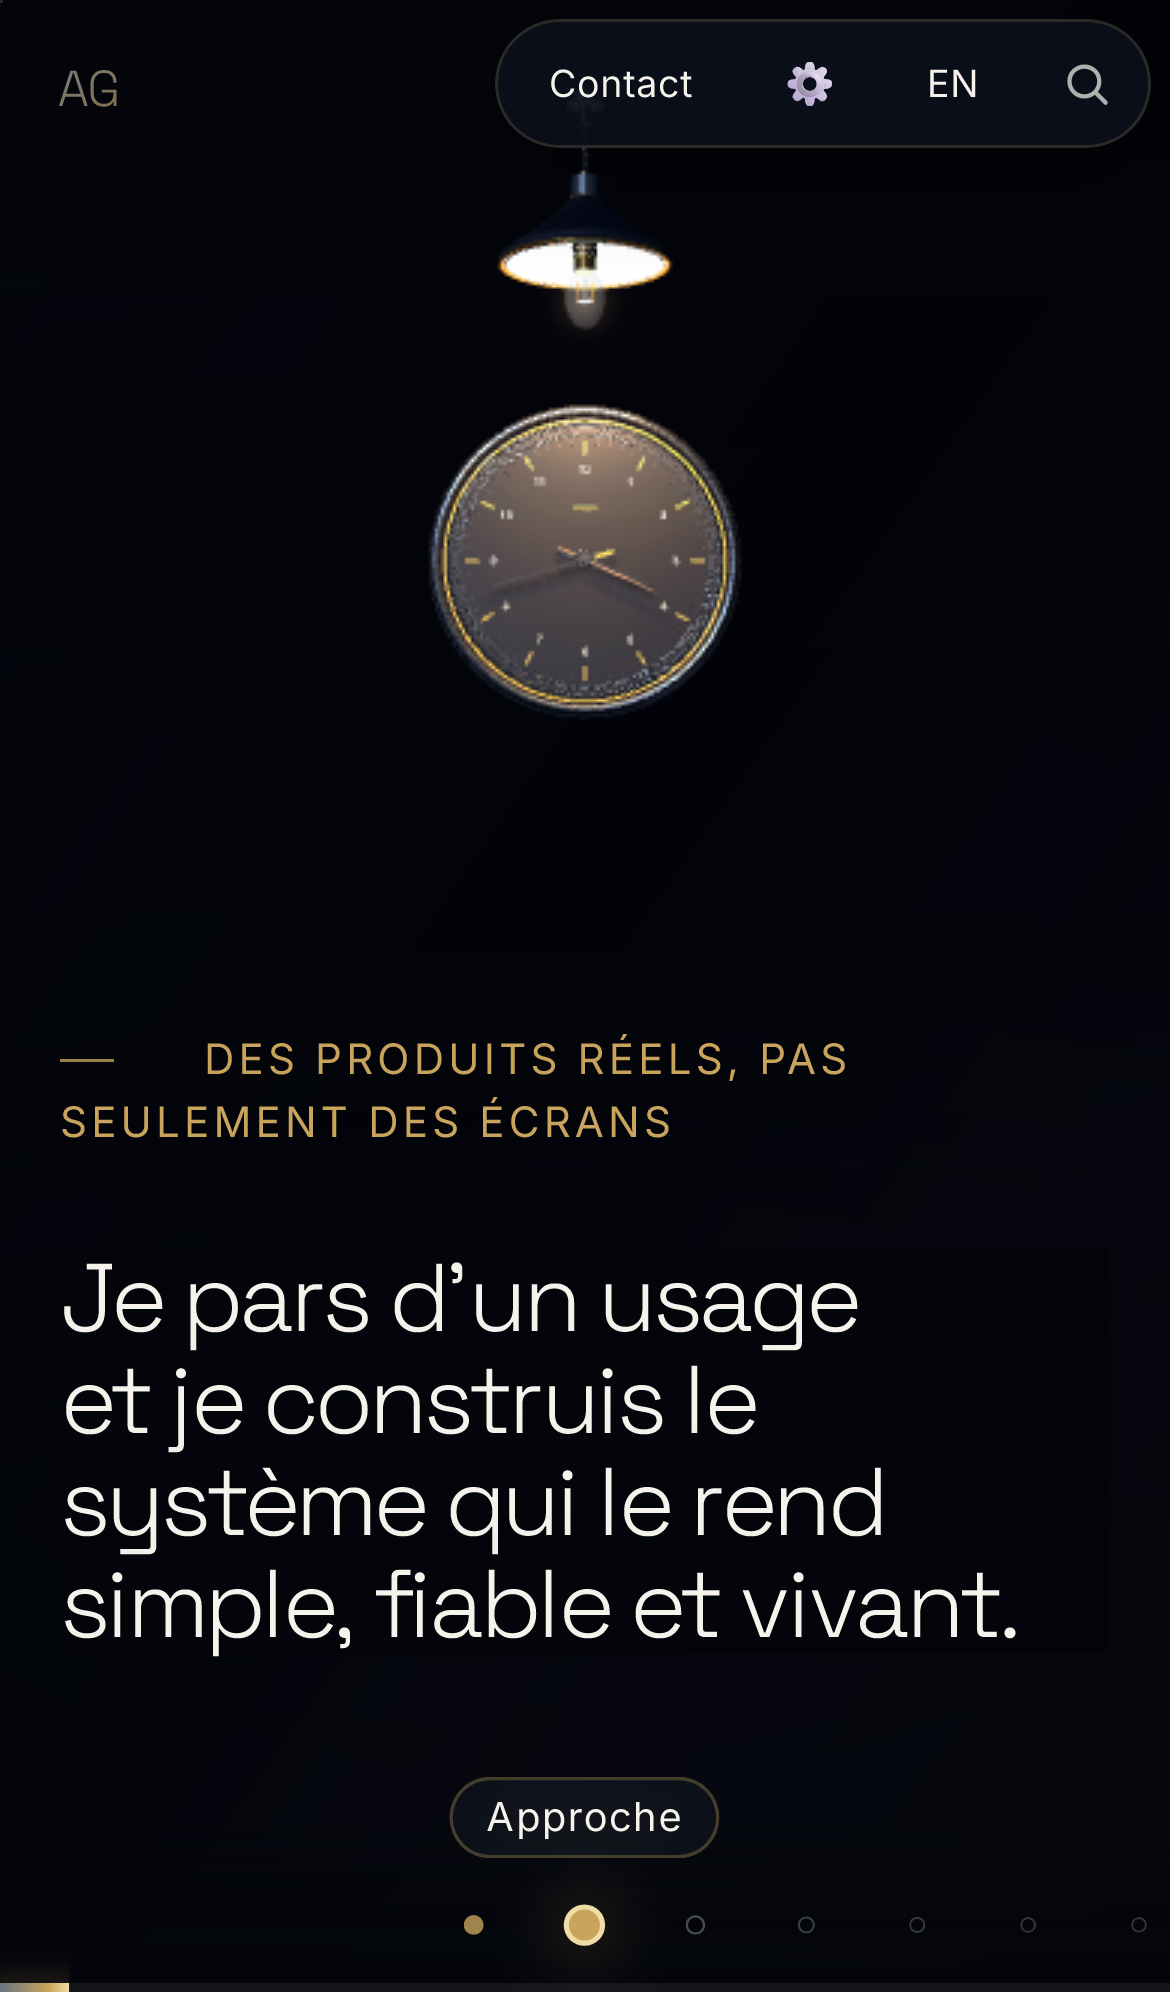 AG
Contact
EN
DES PRODUITS RÉELS, PAS
SEULEMENT DES ÉCRANS
Je pars d’un usage
et je construis le
système qui le rend
simple, fiable et vivant.
Approche